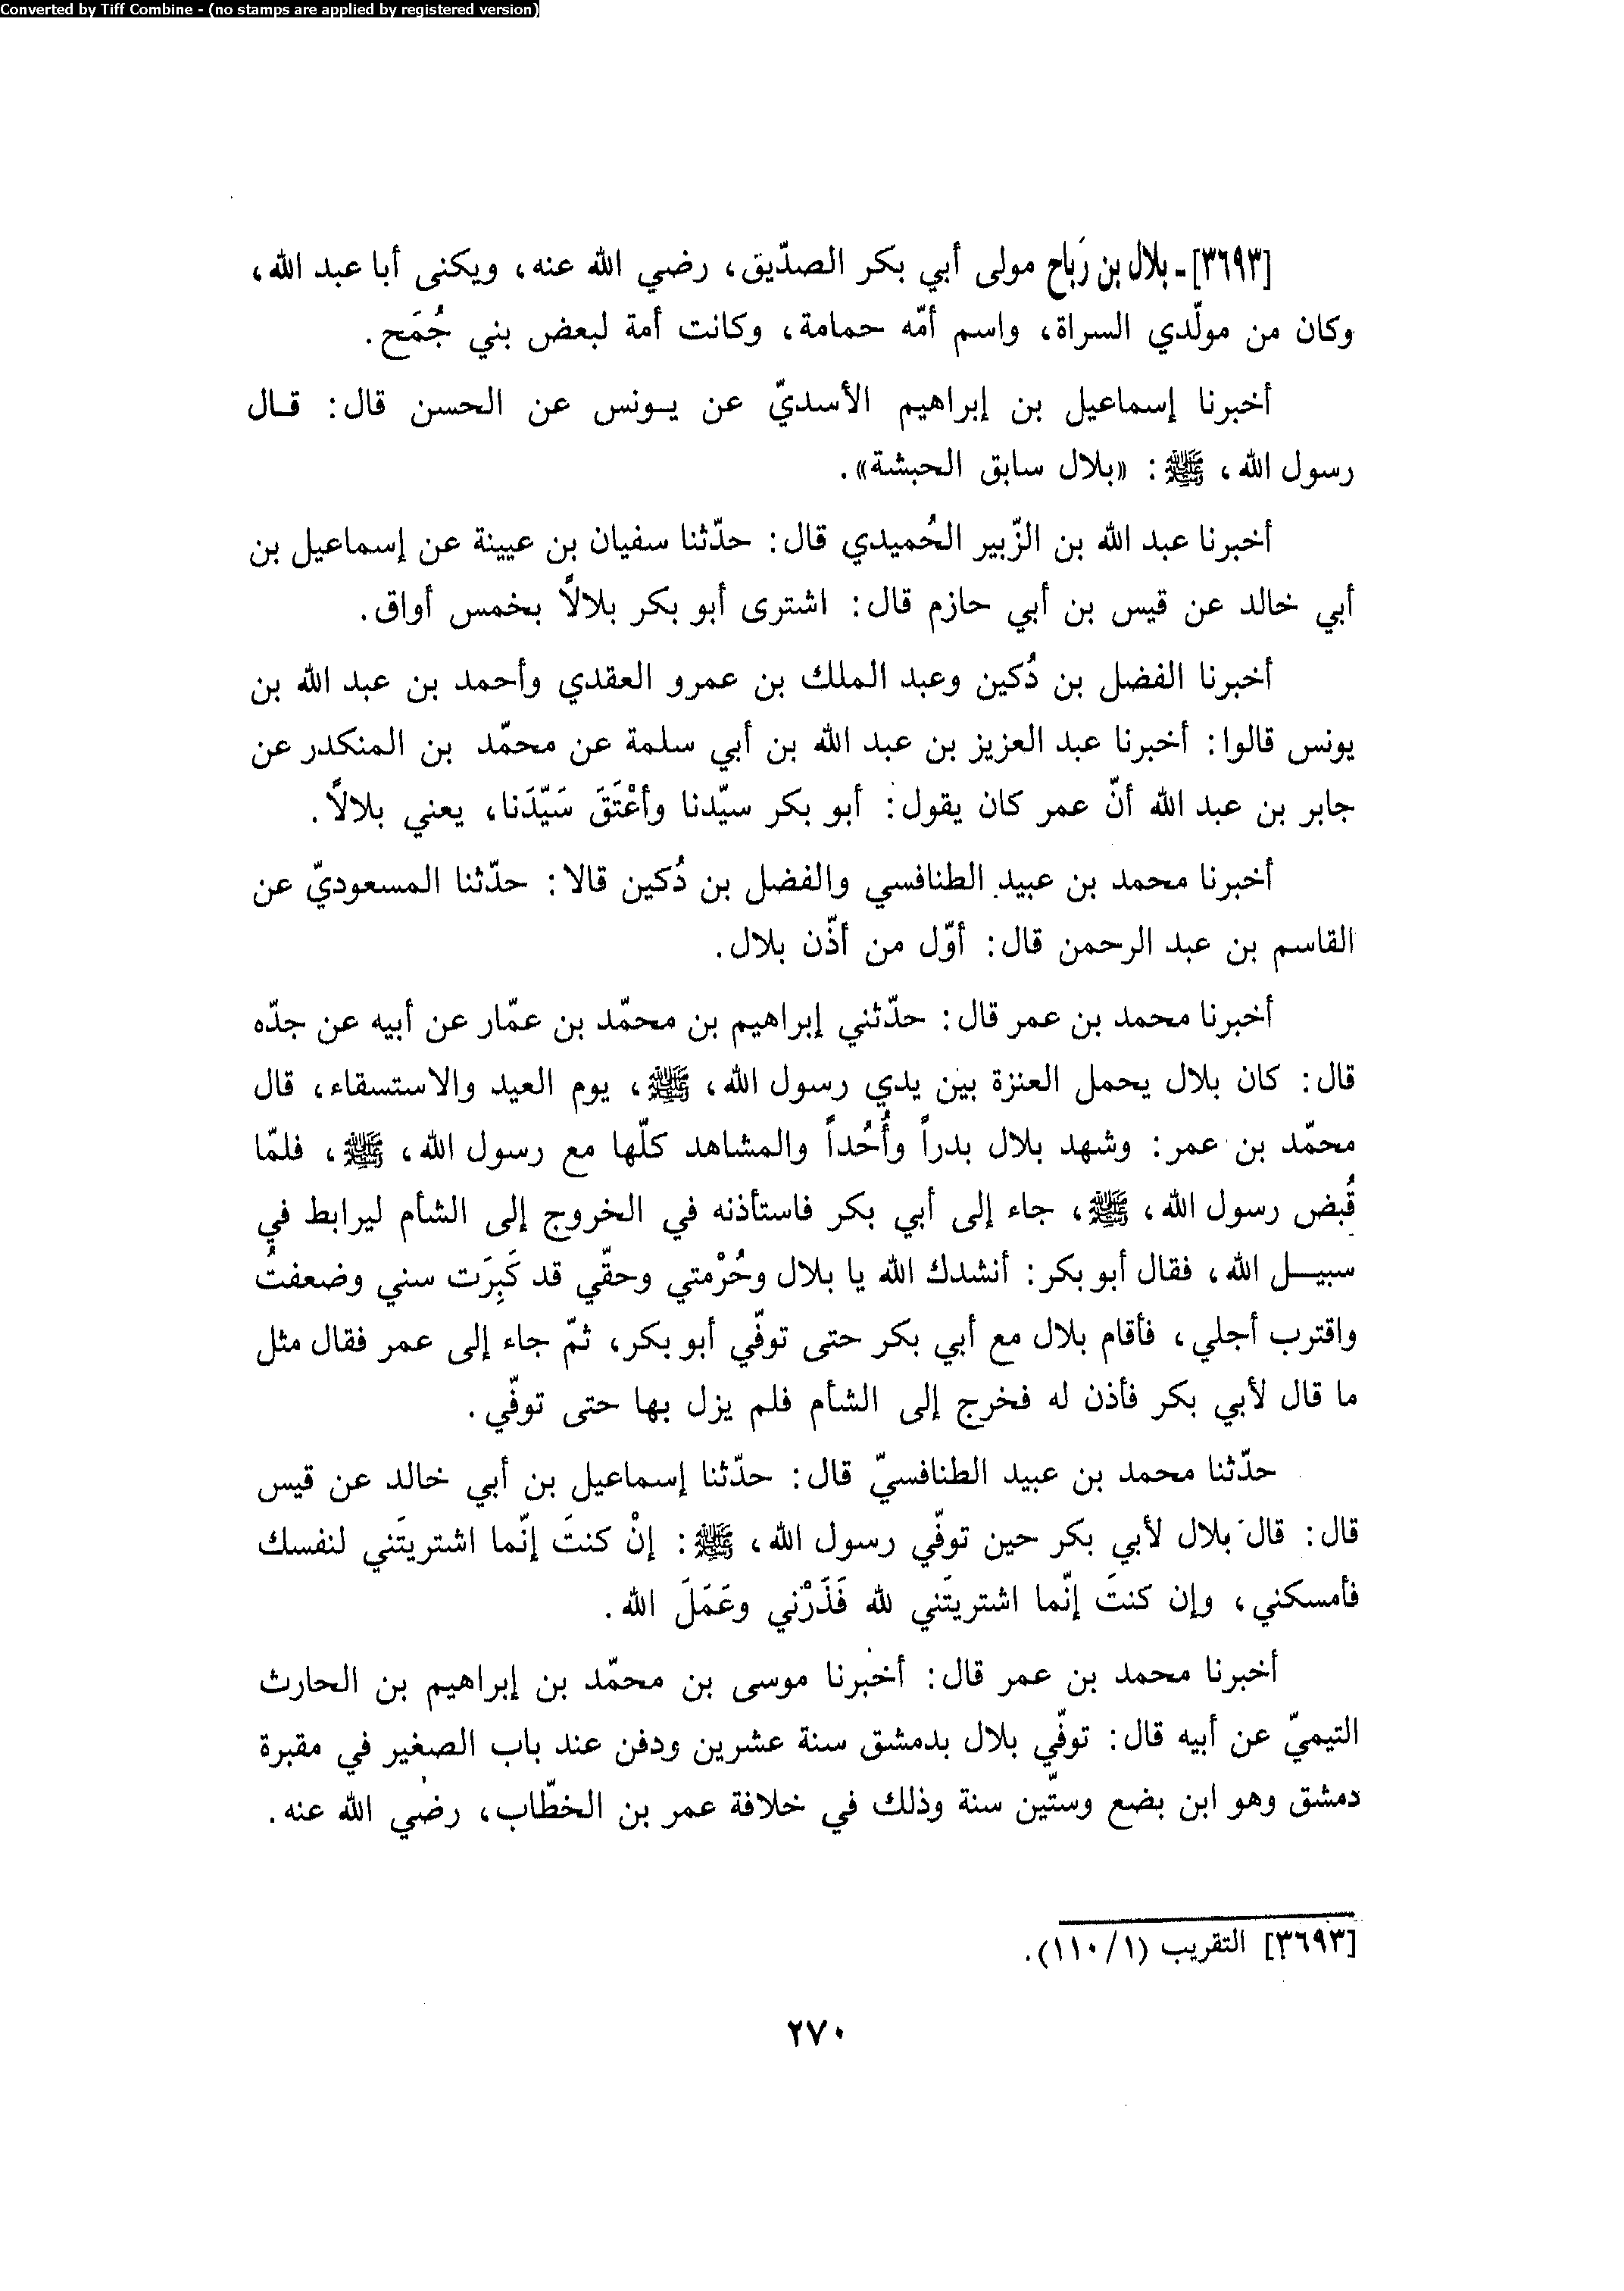 Converted by Tiff Combine - (no stamps are applied by registered version)
[٣٦٩٣]ـ بلال بن رَباح مولى أبي بكر الصدّيق، رضي الله عنه، ويكنى أبا عبد الله،
وكان من مولّدي السراة، واسم أمّه حمامة، وكانت أمة لبعض بني جُمَح.
أخبرنا إسماعيل بن إبراهيم الأسديّ عن يـونس عن الحسن قال: قـال
رسول الله، ﷺ: «بلال سابق الحبشة».
أخبرنا عبد الله بن الزّبير الحُميدي قال: حدّثنا سفيان بن عيينة عن إسماعيل بن
أبي خالد عن قيس بن أبي حازم قال: اشترى أبو بكر بلالاً بخمس أواق.
أخبرنا الفضل بن دُكين وعبد الملك بن عمرو العقدي وأحمد بن عبد الله بن
يونس قالوا: أخبرنا عبد العزيز بن عبد الله بن أبي سلمة عن محمّد بن المنكدر عن
جابر بن عبد الله أنّ عمر كان يقول: أبو بكر سيّدنا وأعْتَقَ سَيّدَنا، يعني بلالاً.
أخبرنا محمد بن عبيد الطنافسي والفضل بن دُكين قالا: حدّثنا المسعوديّ عن
القاسم بن عبد الرحمن قال: أوّل من أذّن بلال.
أخبرنا محمد بن عمر قال: حدّثني إبراهيم بن محمّد بن عمّار عن أبيه عن جدّه
قال: كان بلال يحمل العنزة بين يدي رسول الله، ﷺ، يوم العيد والاستسقاء، قال
محمّد بن عمر: وشهد بلال بدراً وأُحُداً والمشاهد كلّها مع رسول الله، ﷺ، فلمّا
قُبض رسول الله، ﷺ، جاء إلى أبي بكر فاستأذنه في الخروج إلى الشأم ليرابط في
سبيـل الله، فقال أبو بكر: أنشدك الله يا بلال وحُرْمتي وحقّي قد كَبِرَت سني وضعفتُ
واقترب أجلي، فأقام بلال مع أبي بكر حتى توفّي أبو بكر، ثمّ جاء إلى عمر فقال مثل
ما قال لأبي بكر فأذن له فخرج إلى الشأم فلم يزل بها حتى توفّي.
حدّثنا محمد بن عبيد الطنافسيّ قال: حدّثنا إسماعيل بن أبي خالد عن قيس
قال: قال بلال لأبي بكر حين توفّي رسول الله، ﷺ: إنْ كنتَ إنّما اشتريتَني لنفسك
فأمسكني، وإن كنتَ إنّما اشتريتَني لله فَذَرْني وعَمَلَ الله.
أخبرنا محمد بن عمر قال: أخبرنا موسى بن محمّد بن إبراهيم بن الحارث
التيميّ عن أبيه قال: توفّي بلال بدمشق سنة عشرين ودفن عند باب الصغير في مقبرة
دمشق وهو ابن بضع وستّين سنة وذلك في خلافة عمر بن الخطّاب، رضي الله عنه.
[٣٦٩٣] التقريب (١/١١٠).
٢٧٠